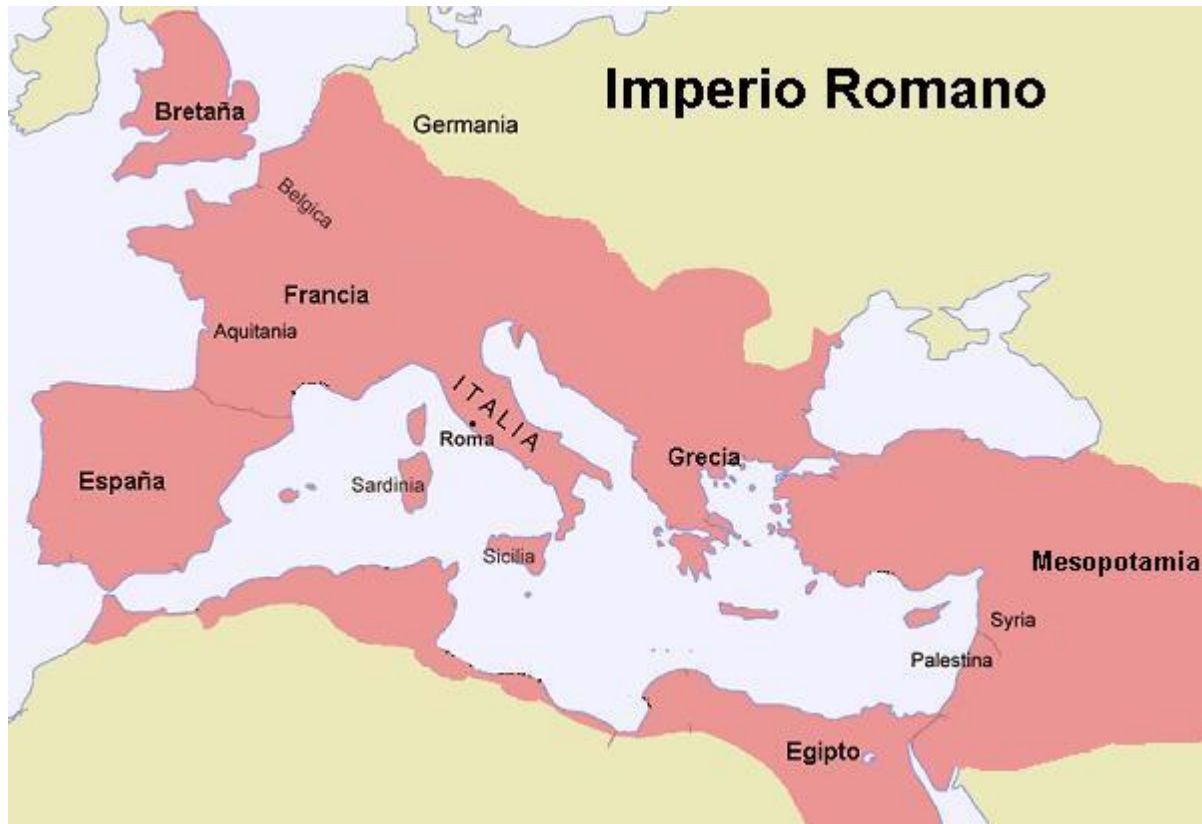 Imperio Romano
Bretaña
Germania
Belgica
Francia
Aquitania
ITALIA
Roma
España
Sardinia
Grecia
Sicilia
Mesopotamia
Syria
Palestina
Egipto